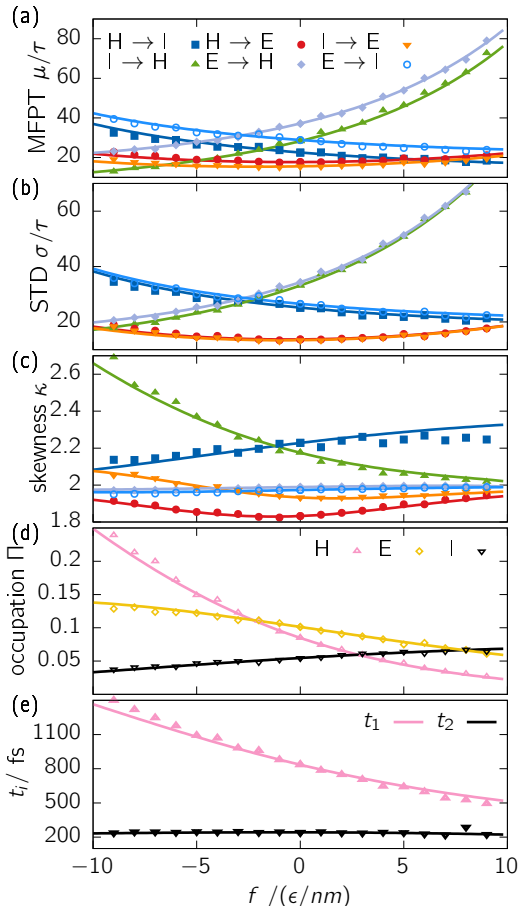 (a)
MFPT μ/τ
80
60
40
20
H → I
H → E
I → E
I → H
E → H
E → I
(b)
STD σ/τ
60
40
20
(c)
skewness κ
2.6
2.4
2.2
2
1.8
(d)
occupation Π
0.2
0.15
0.1
0.05
H
E
I
(e)
t_i / fs
1100
800
500
200
t_1
t_2
−10
−5
0
5
10
f /(ϵ/nm)